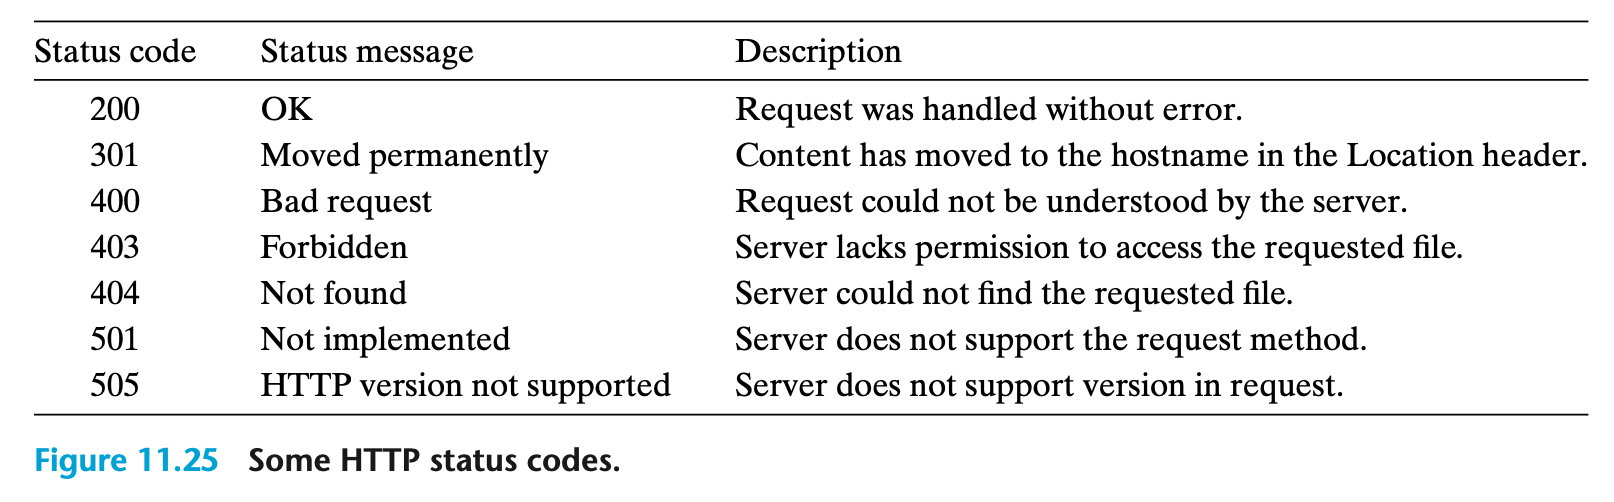 Status code Status message Description
200 OK Request was handled without error.
301 Moved permanently Content has moved to the hostname in the Location header.
400 Bad request Request could not be understood by the server.
403 Forbidden Server lacks permission to access the requested file.
404 Not found Server could not find the requested file.
501 Not implemented Server does not support the request method.
505 HTTP version not supported Server does not support version in request.
Figure 11.25 Some HTTP status codes.